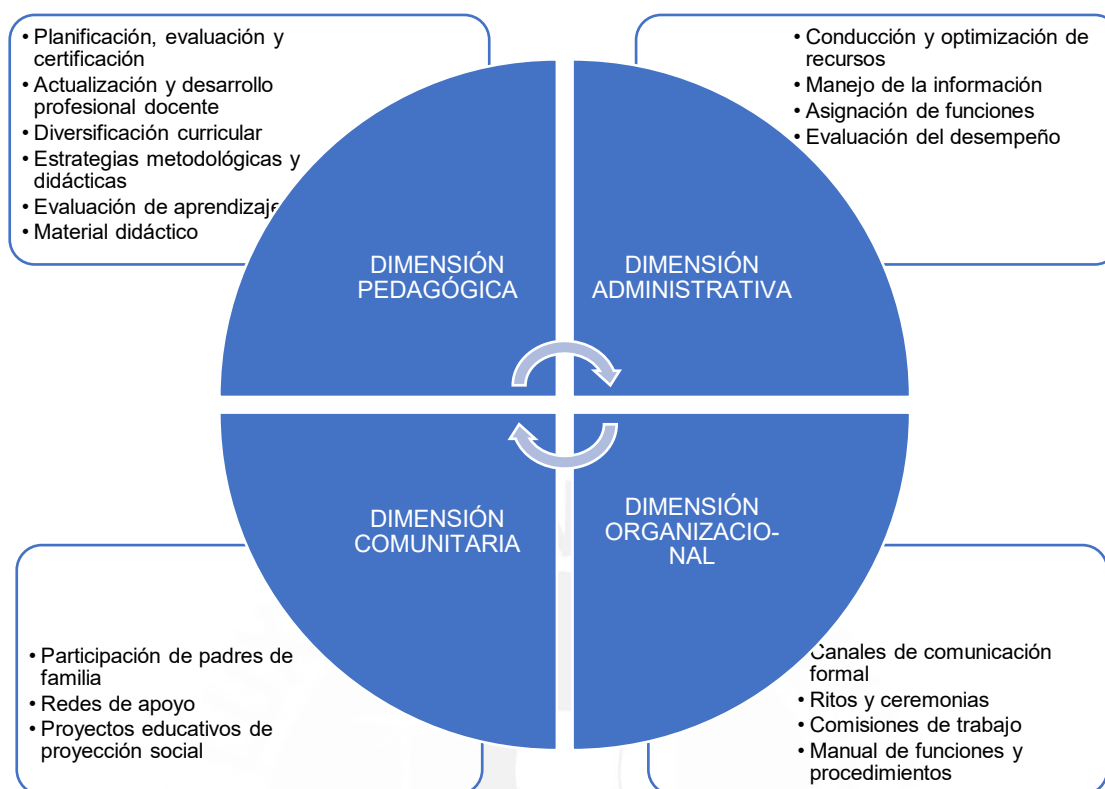 • Planificación, evaluación y
certificación
• Actualización y desarrollo
profesional docente
• Diversificación curricular
• Estrategias metodológicas y
didácticas
• Evaluación de aprendizaje
• Material didáctico
• Conducción y optimización de
recursos
• Manejo de la información
• Asignación de funciones
• Evaluación del desempeño
DIMENSIÓN
PEDAGÓGICA
DIMENSIÓN
ADMINISTRATIVA
DIMENSIÓN
COMUNITARIA
DIMENSIÓN
ORGANIZACIO-
NAL
• Participación de padres de
familia
• Redes de apoyo
• Proyectos educativos de
proyección social
Canales de comunicación
formal
• Ritos y ceremonias
• Comisiones de trabajo
• Manual de funciones y
procedimientos